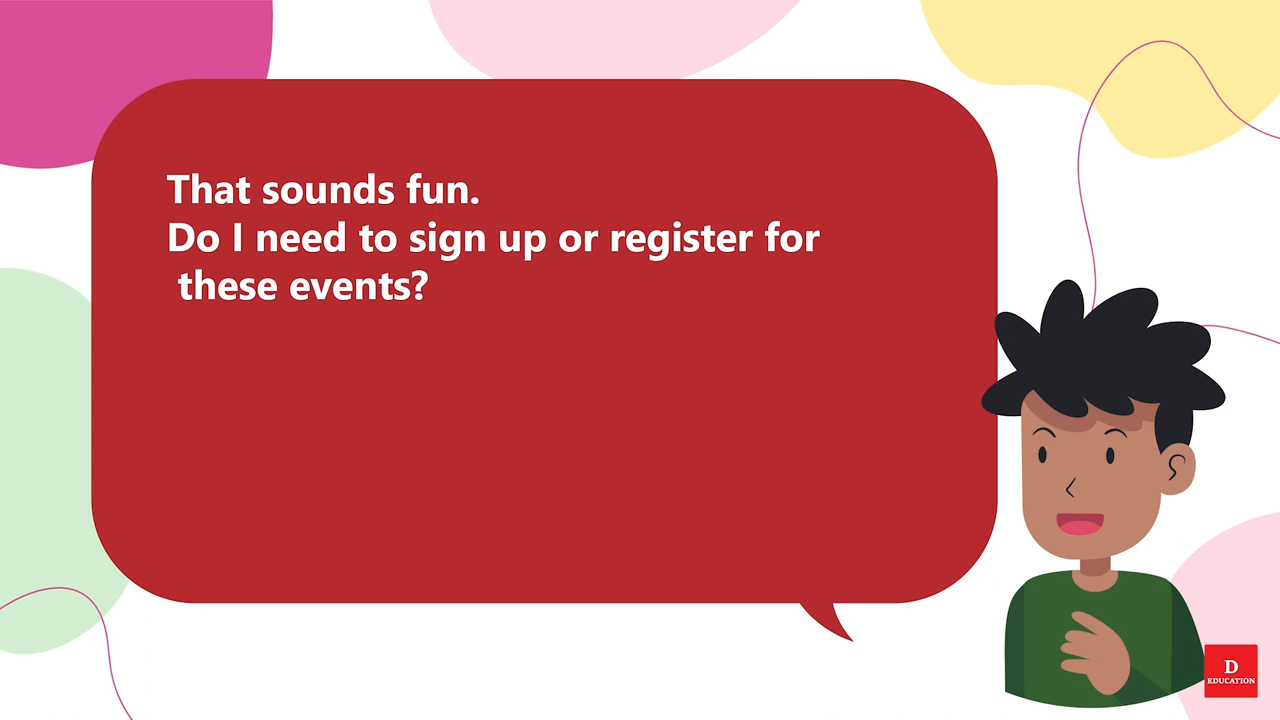 That sounds fun.
Do I need to sign up or register for
these events?
D
EDUCATION